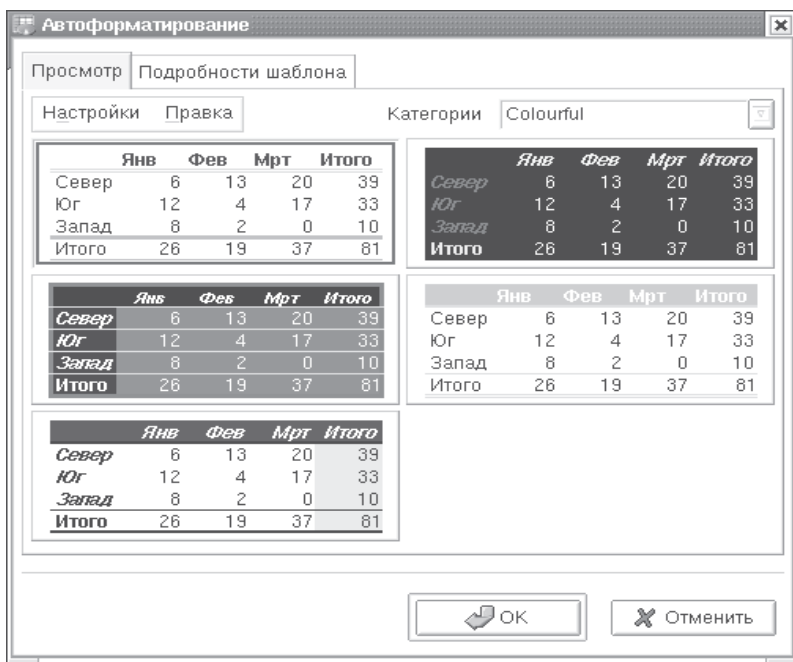 Автоформатирование
Просмотр Подробности шаблона
Настройки Правка Категории Colourful
Янв Фев Мрт Итого
Север 6 13 20 39
Юг 12 4 17 33
Запад 8 2 0 10
Итого 26 19 37 81
Янв Фев Мрт Итого
Север 6 13 20 39
Юг 12 4 17 33
Запад 8 2 0 10
Итого 26 19 37 81
Янв Фев Мрт Итого
Север 6 13 20 39
Юг 12 4 17 33
Запад 8 2 0 10
Итого 26 19 37 81
Янв Фев Мрт Итого
Север 6 13 20 39
Юг 12 4 17 33
Запад 8 2 0 10
Итого 26 19 37 81
Янв Фев Мрт Итого
Север 6 13 20 39
Юг 12 4 17 33
Запад 8 2 0 10
Итого 26 19 37 81
OK Отменить